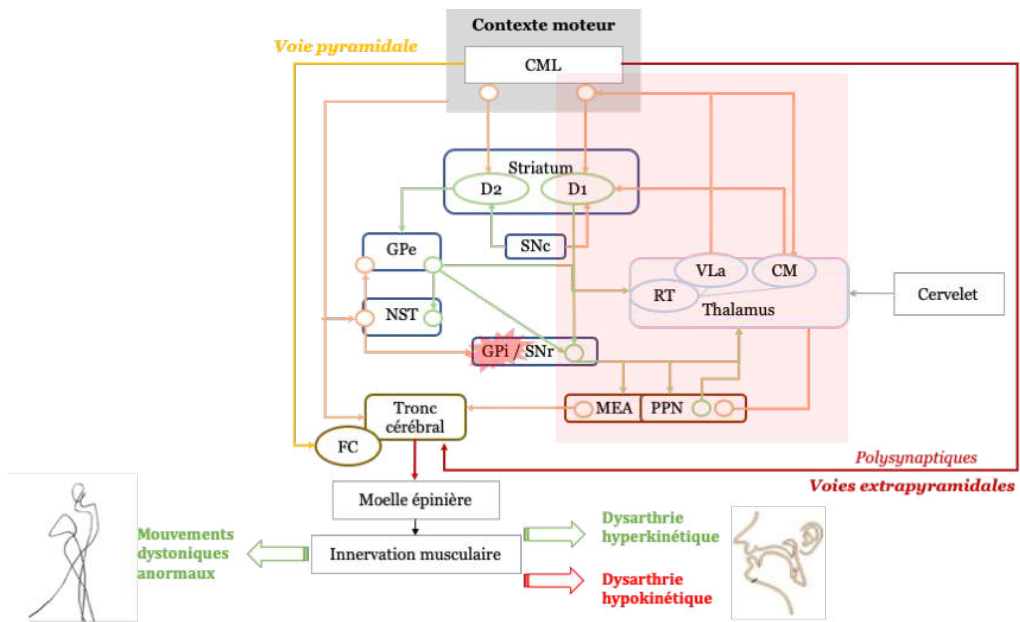 Contexte moteur
Voie pyramidale
CML
Striatum
D2
D1
SNc
GPe
VLa
CM
RT
Thalamus
Cervelet
NST
GPi / SNr
MEA
PPN
Tronc
cérébral
FC
Polysynaptiques
Voies extrapyramidales
Moelle épinière
Mouvements
dystoniques
anormaux
Innervation musculaire
Dysarthrie
hyperkinétique
Dysarthrie
hypokinétique